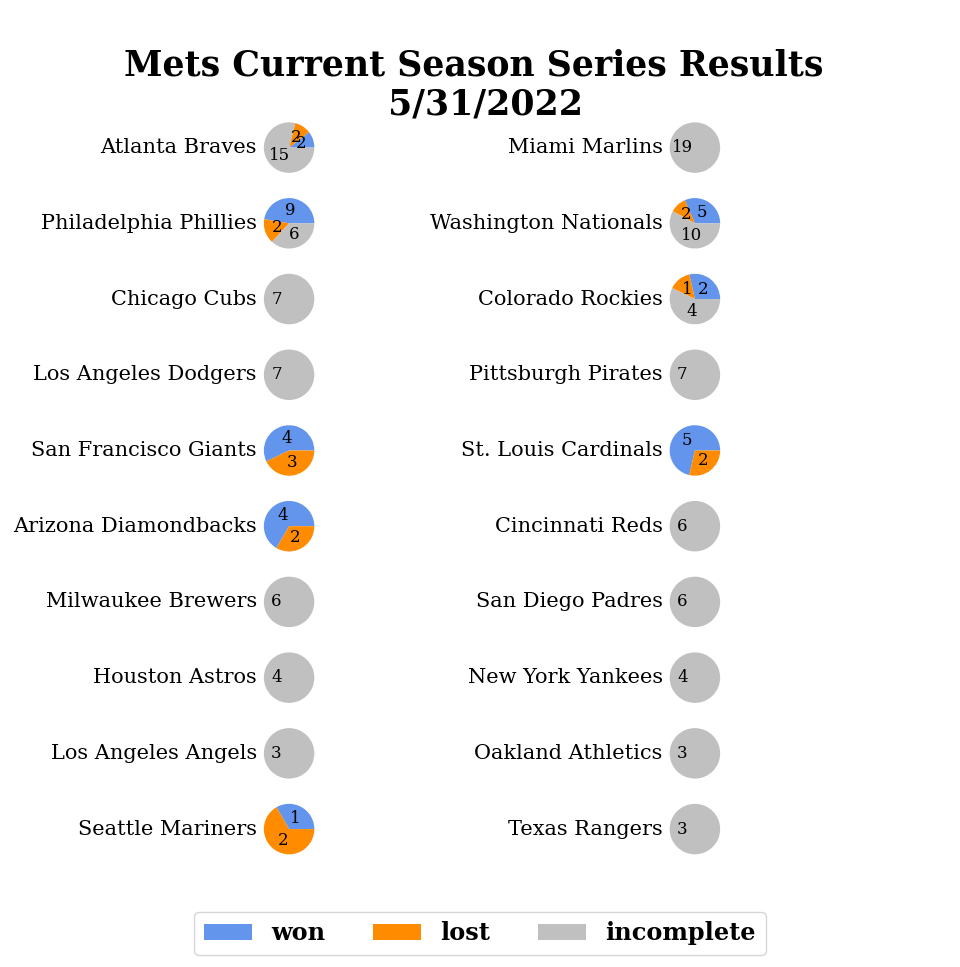 Mets Current Season Series Results
5/31/2022
Atlanta Braves 2 2 15 Miami Marlins 19
Philadelphia Phillies 9 2 6 Washington Nationals 2 5 10
Chicago Cubs 7 Colorado Rockies 1 2 4
Los Angeles Dodgers 7 Pittsburgh Pirates 7
San Francisco Giants 4 3 St. Louis Cardinals 5 2
Arizona Diamondbacks 4 2 Cincinnati Reds 6
Milwaukee Brewers 6 San Diego Padres 6
Houston Astros 4 New York Yankees 4
Los Angeles Angels 3 Oakland Athletics 3
Seattle Mariners 1 2 Texas Rangers 3
won lost incomplete